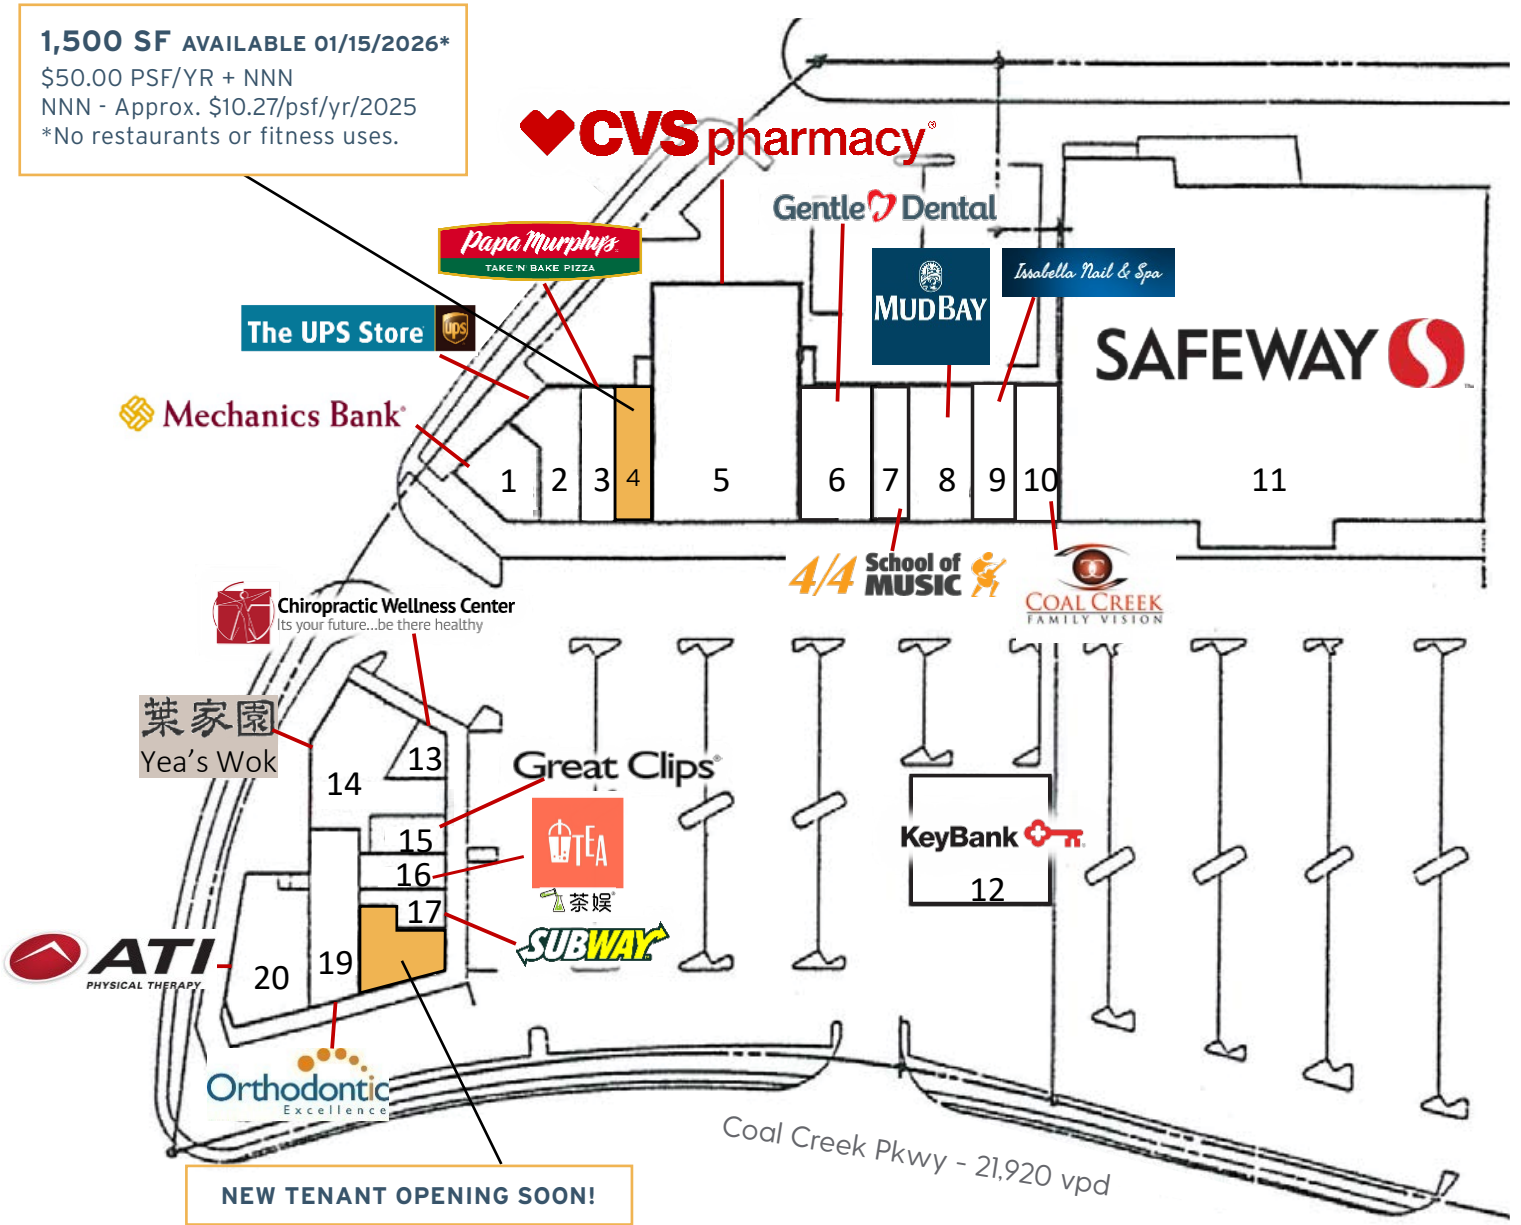 1,500 SF AVAILABLE 01/15/2026*
$50.00 PSF/YR + NNN
NNN - Approx. $10.27/psf/yr/2025
*No restaurants or fitness uses.
CVS pharmacy®
Gentle Dental
Papa Murphy's
TAKE 'N' BAKE PIZZA
MUDBAY
Issabella Nail & Spa
The UPS Store
ups
SAFEWAY
Mechanics Bank®
1
2
3
4
5
6
7
8
9
10
11
4/4 School of
MUSIC
COAL CREEK
FAMILY VISION
Chiropractic Wellness Center
Its your future...be there healthy
葉家園
Yea's Wok
13
14
Great Clips®
15
TEA
16
茶娱
KeyBank
12
17
SUBWAY
ATI
PHYSICAL THERAPY
19
20
Orthodontic
Excellence
Coal Creek Pkwy - 21,920 vpd
NEW TENANT OPENING SOON!